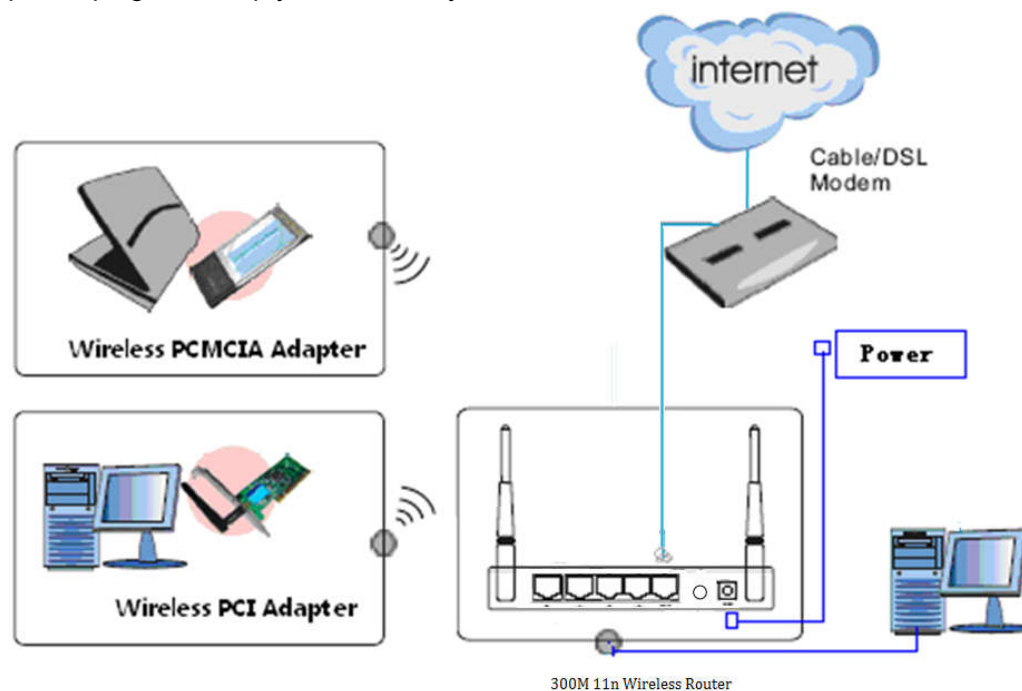 internet
Cable/DSL
Modem
Wireless PCMCIA Adapter
Power
Wireless PCI Adapter
300M 11n Wireless Router